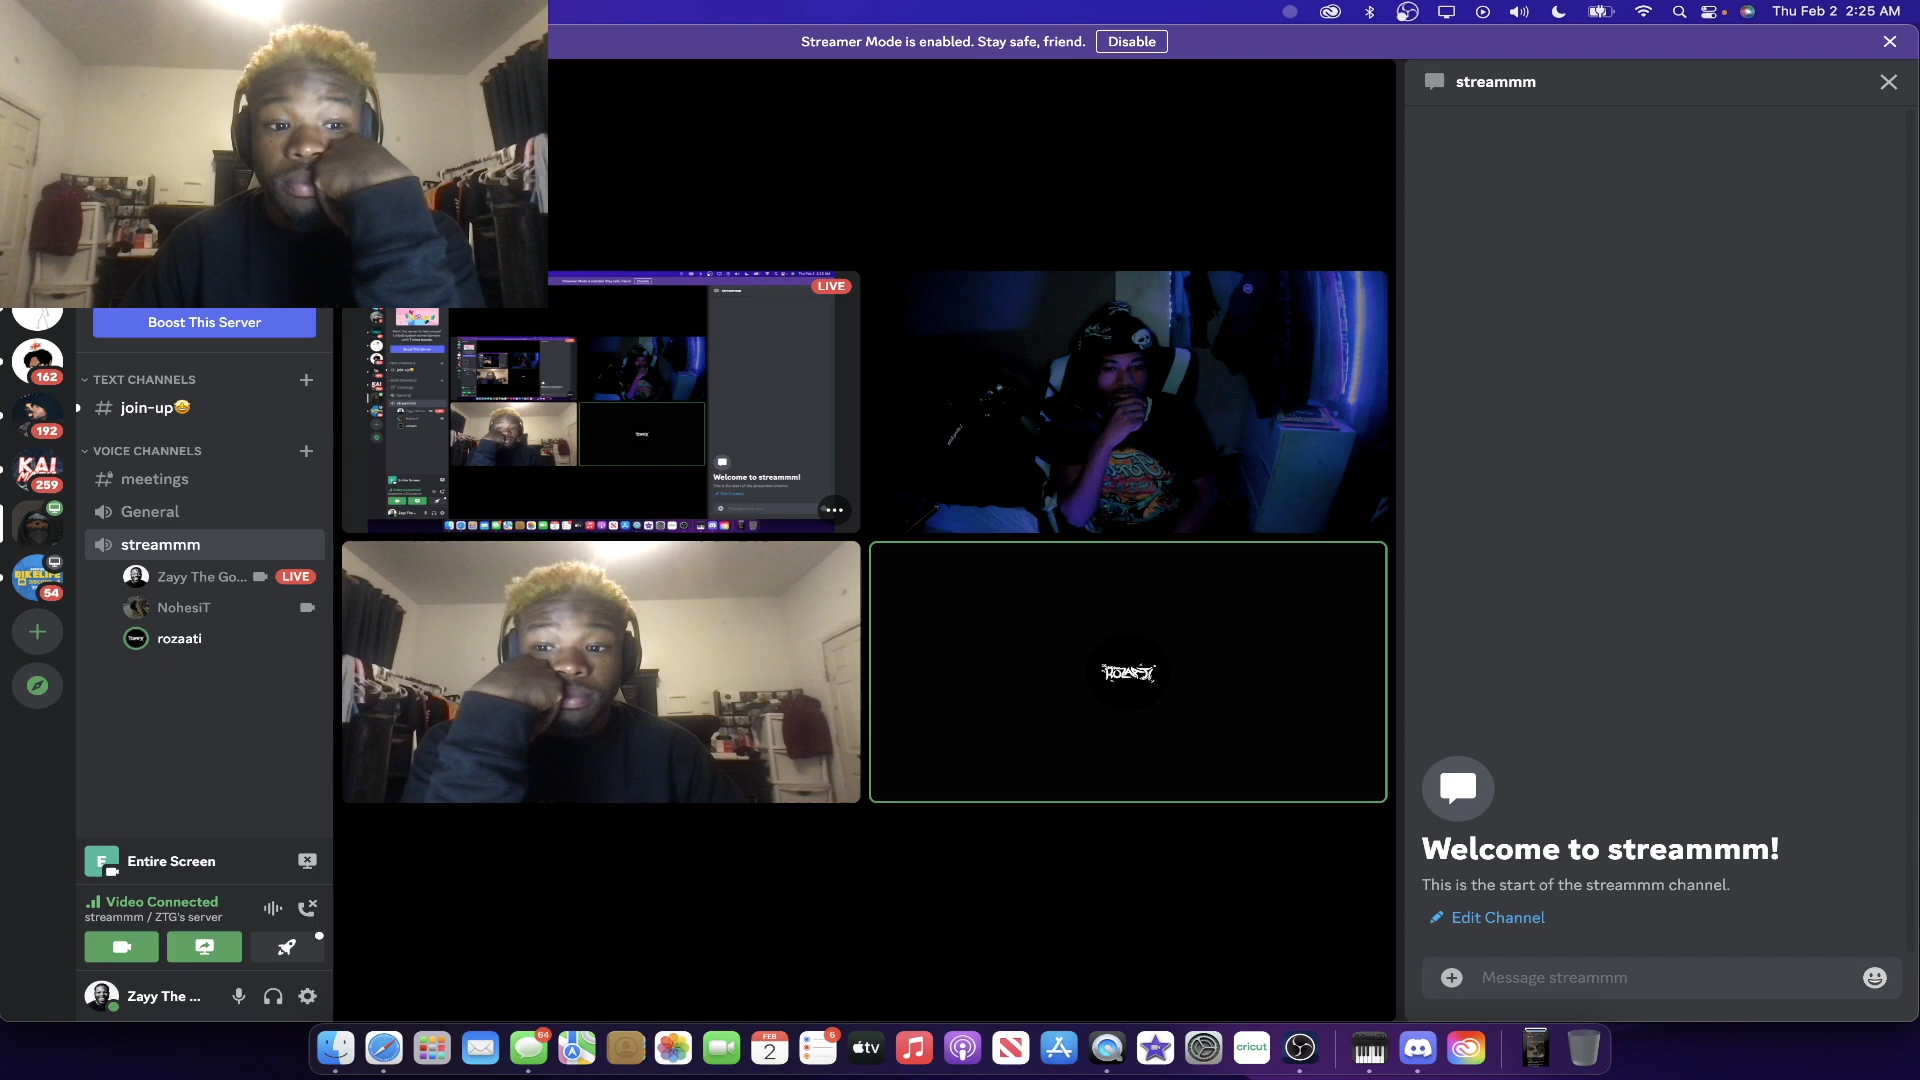 Thu Feb 2 2:25 AM
Streamer Mode is enabled. Stay safe, friend.
Disable
streammm
LIVE
Boost This Server
TEXT CHANNELS
join-up🤩
VOICE CHANNELS
meetings
General
streammm
Zayy The Go...
LIVE
NohesiT
rozaati
162
192
KAI
259
BIKELIFE
54
Welcome to streammm!
ROZAATI
E
Entire Screen
Video Connected
streammm / ZTG's server
Zayy The ...
Welcome to streammm!
This is the start of the streammm channel.
Edit Channel
Message streammm
64
FEB
2
6
tv
cricut